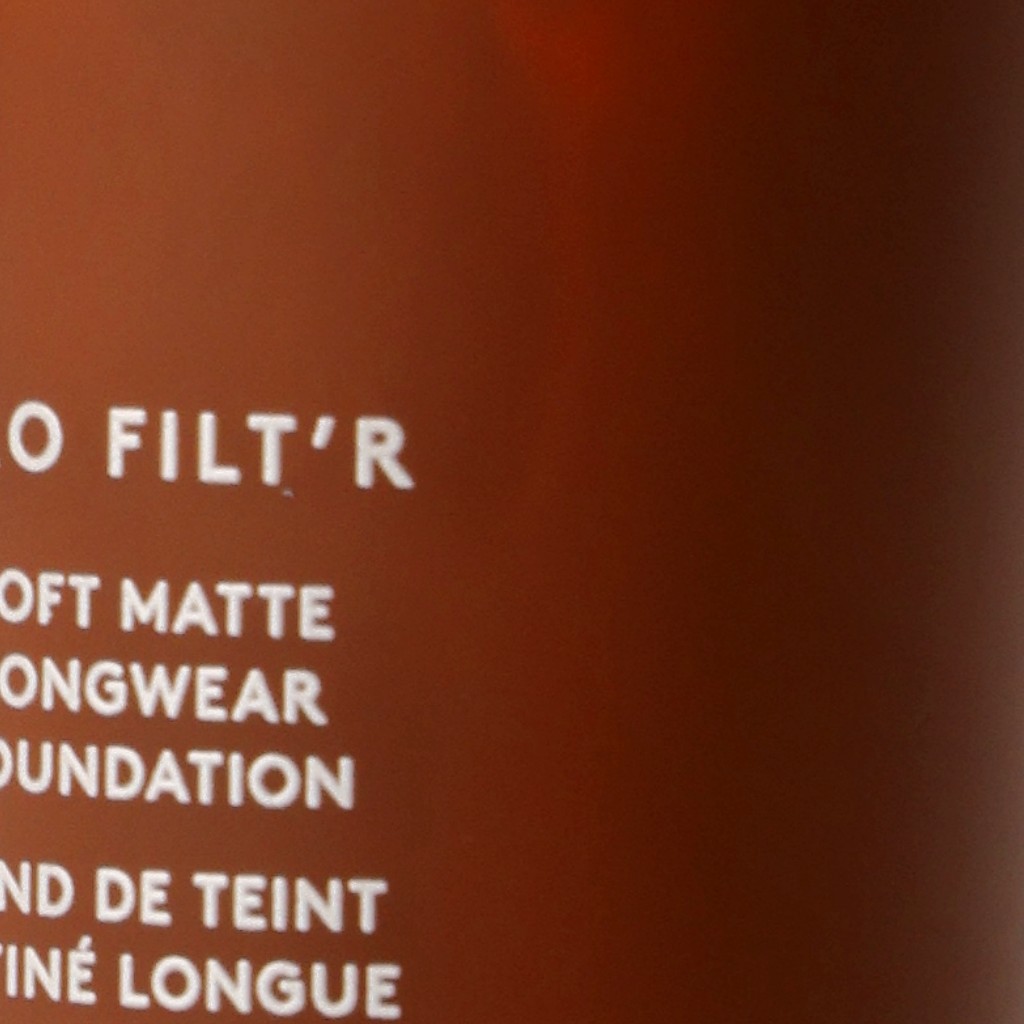 O FILT'R
OFT MATTE
ONGWEAR
OUNDATION
ND DE TEINT
TINÉ LONGUE